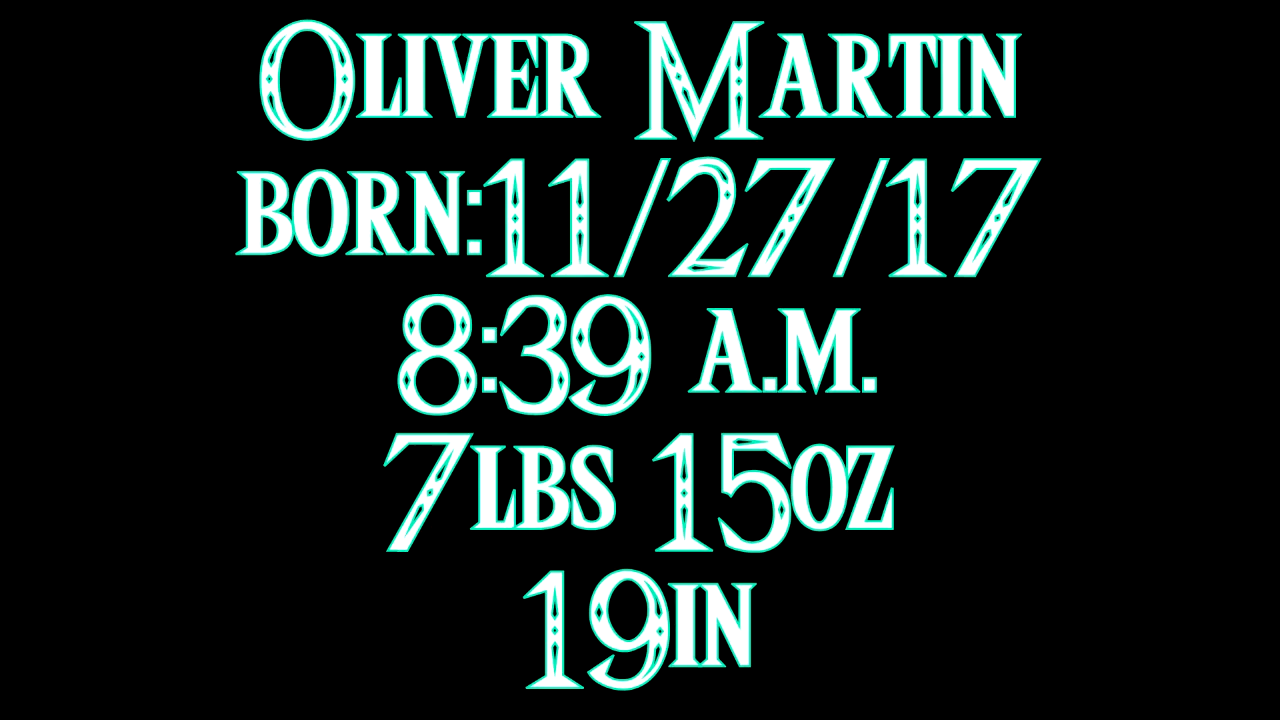 Oliver Martin
Born:11/27/17
8:39 A.M.
7lbs 15oz
19in